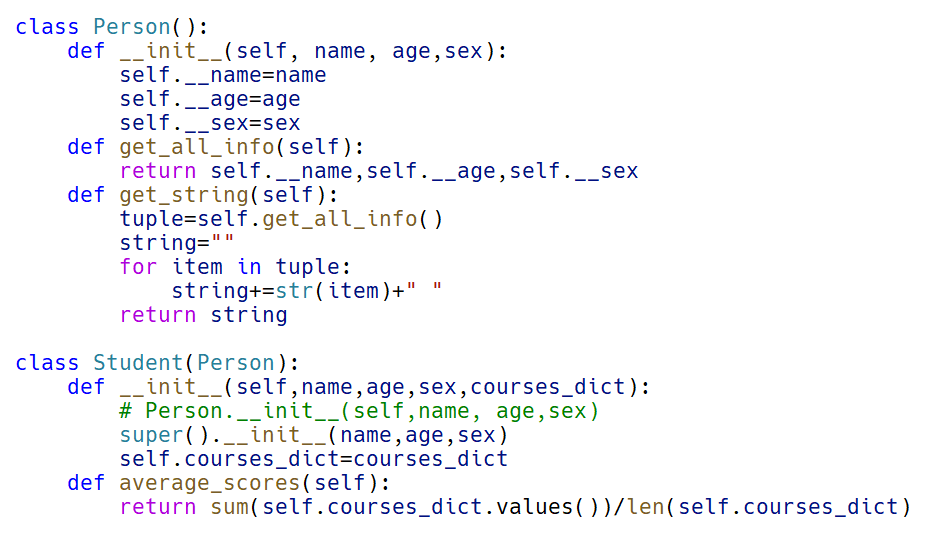 class Person():
    def __init__(self, name, age,sex):
        self.__name=name
        self.__age=age
        self.__sex=sex
    def get_all_info(self):
        return self.__name,self.__age,self.__sex
    def get_string(self):
        tuple=self.get_all_info()
        string=""
        for item in tuple:
            string+=str(item)+" "
        return string

class Student(Person):
    def __init__(self,name,age,sex,courses_dict):
        # Person.__init__(self,name, age,sex)
        super().__init__(name,age,sex)
        self.courses_dict=courses_dict
    def average_scores(self):
        return sum(self.courses_dict.values())/len(self.courses_dict)